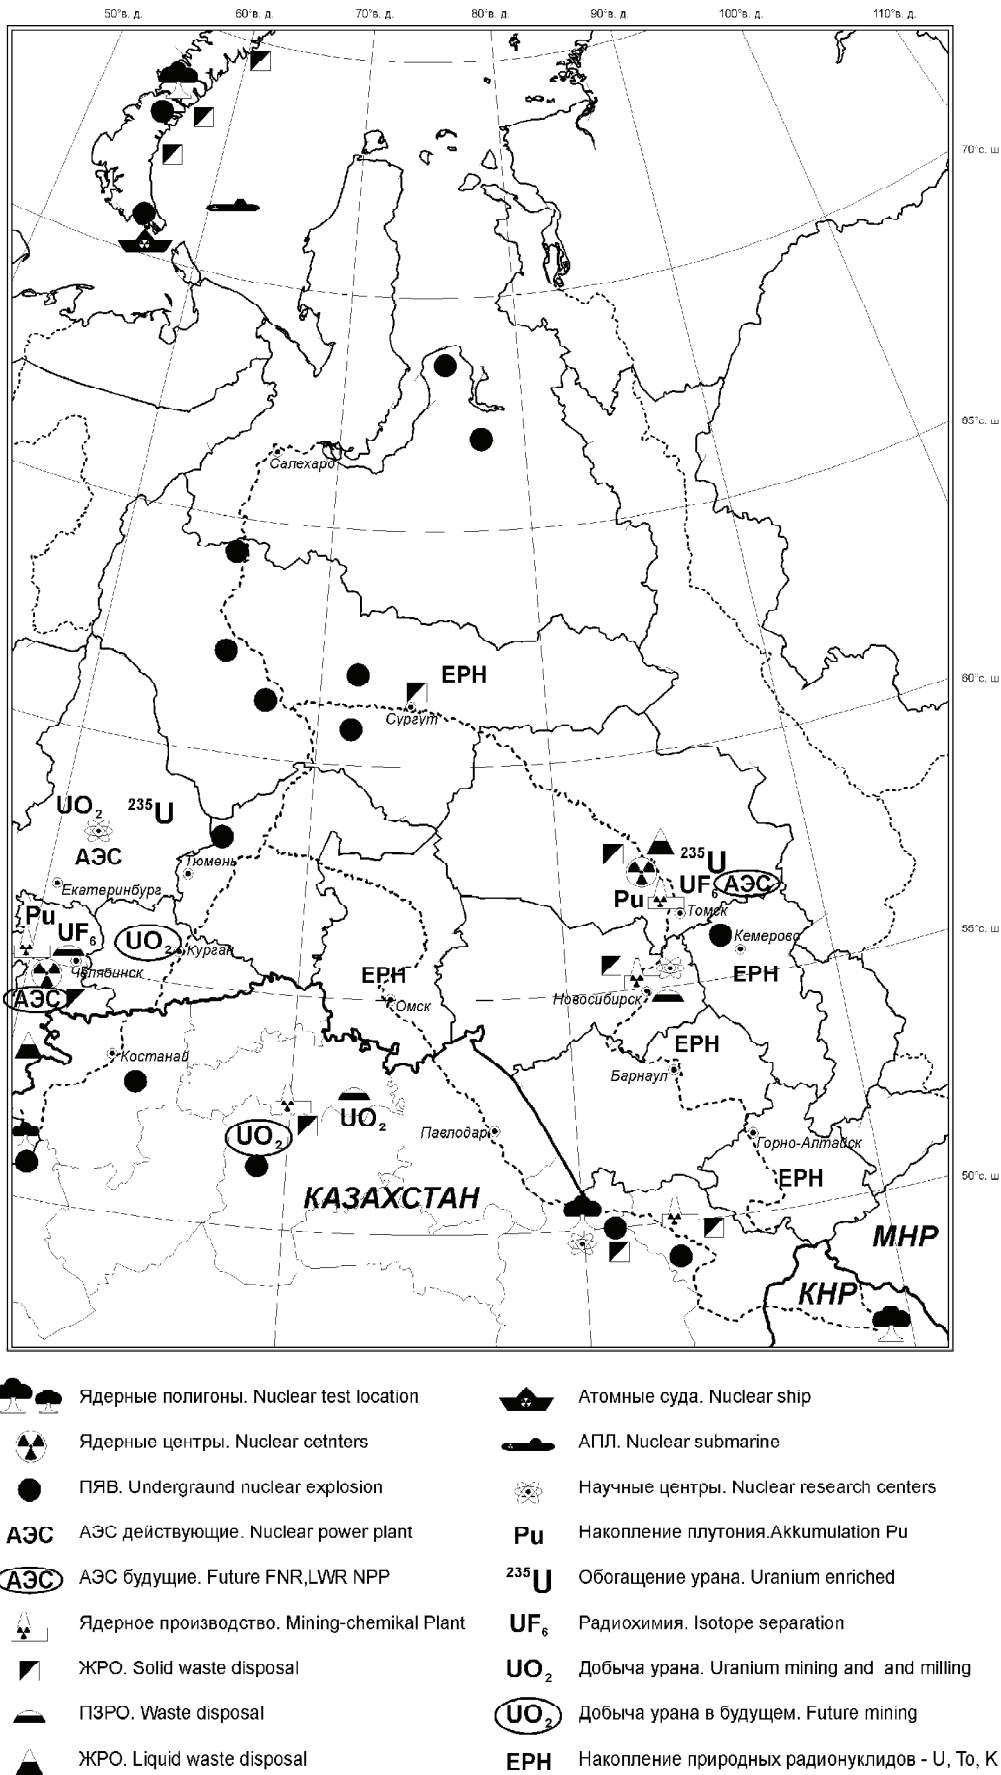 50°в. д. 60°в. д. 70°в. д. 80°в. д. 90°в. д. 100°в. д. 110°в. д.
70°с. ш
65°с. ш
Салехард
60°с. ш
ЕРН
Сургут
UO2 235U
АЭС
Тюмень
Екатеринбург
235U
UF6 АЭС
Pu
Томск
Pu
UF6
UO2
Курган
Челябинск
АЭС
55°с. ш
Кемерово
ЕРН
ЕРН
Омск
Новосибирск
ЕРН
Барнаул
Костанай
UO2
UO2
Павлодар
Горно-Алтайск
ЕРН
50°с. ш
КАЗАХСТАН
МНР
КНР
Ядерные полигоны. Nuclear test location
Ядерные центры. Nuclear cetnters
ПЯВ. Undergraund nuclear explosion
АЭС АЭС действующие. Nuclear power plant
АЭС АЭС будущие. Future FNR,LWR NPP
Ядерное производство. Mining-chemikal Plant
ЖРО. Solid waste disposal
ПЗРО. Waste disposal
ЖРО. Liquid waste disposal
Атомные суда. Nuclear ship
АПЛ. Nuclear submarine
Научные центры. Nuclear research centers
Pu Накопление плутония.Akkumulation Pu
235U Обогащение урана. Uranium enriched
UF6 Радиохимия. Isotope separation
UO2 Добыча урана. Uranium mining and and milling
UO2 Добыча урана в будущем. Future mining
ЕРН Накопление природных радионуклидов - U, To, K